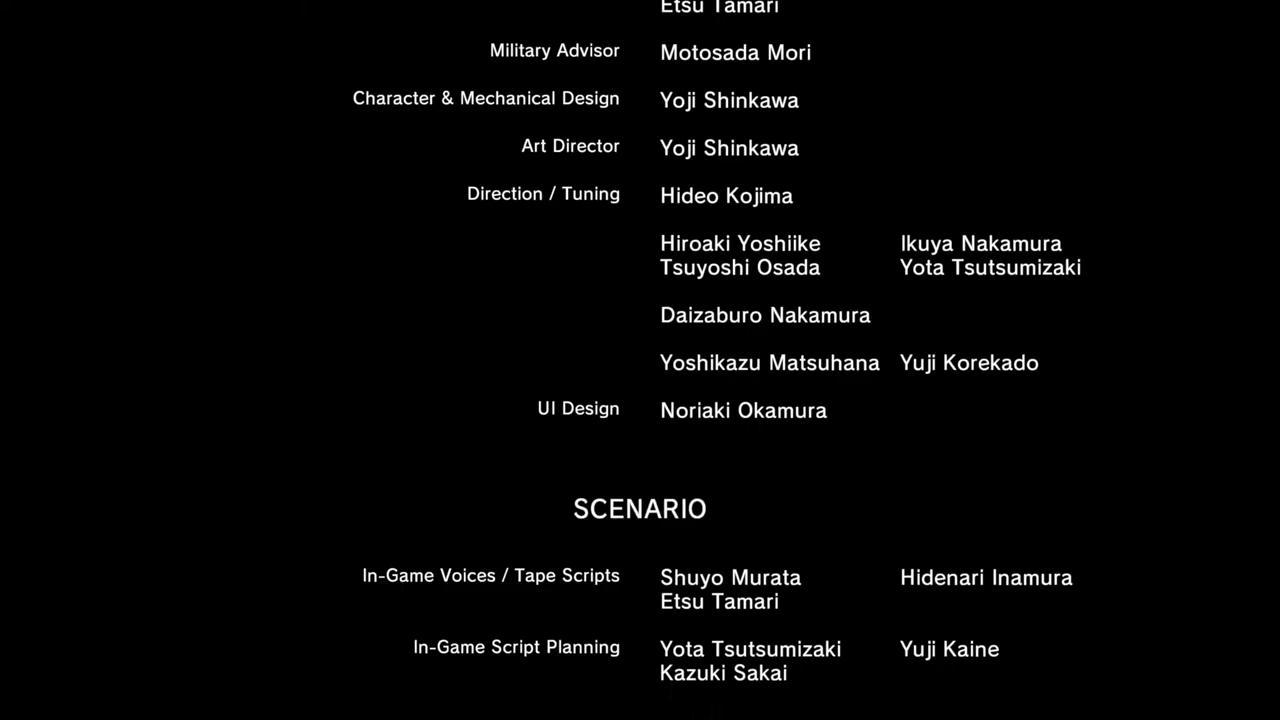 Etsu Tamari
Military Advisor Motosada Mori
Character & Mechanical Design Yoji Shinkawa
Art Director Yoji Shinkawa
Direction / Tuning Hideo Kojima
Hiroaki Yoshiike Ikuya Nakamura
Tsuyoshi Osada Yota Tsutsumizaki
Daizaburo Nakamura
Yoshikazu Matsuhana Yuji Korekado
UI Design Noriaki Okamura
SCENARIO
In-Game Voices / Tape Scripts Shuyo Murata Hidenari Inamura
Etsu Tamari
In-Game Script Planning Yota Tsutsumizaki Yuji Kaine
Kazuki Sakai